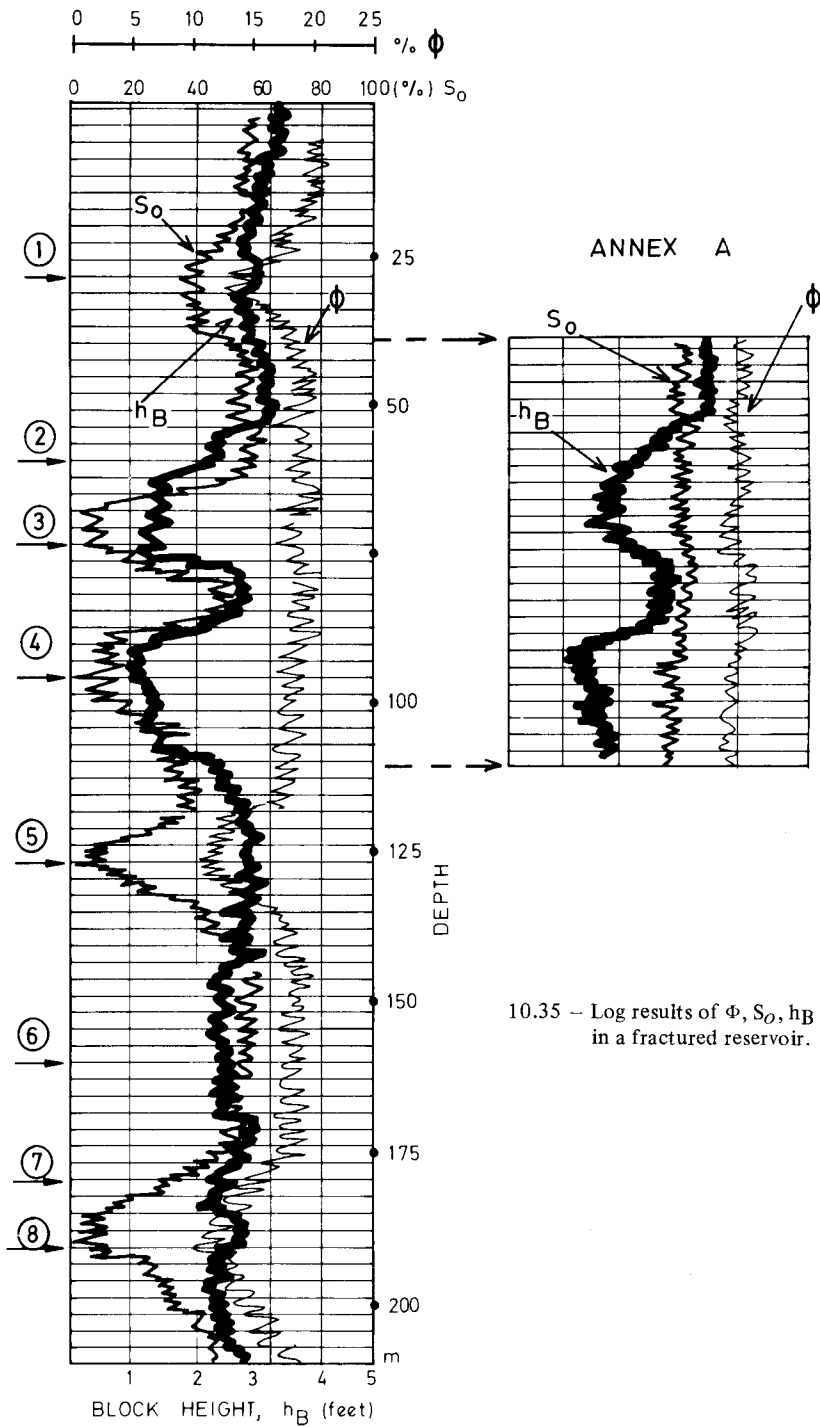 0 5 10 15 20 25
% ϕ
0 20 40 60 80 100 (%) So
So
①
25
ϕ
hB
50
②
③
④
100
⑤
125
DEPTH
150
⑥
175
⑦
⑧
200
m
1 2 3 4 5
BLOCK HEIGHT, hB (feet)
ANNEX A
So
ϕ
hB
10.35 – Log results of Φ, So, hB
in a fractured reservoir.